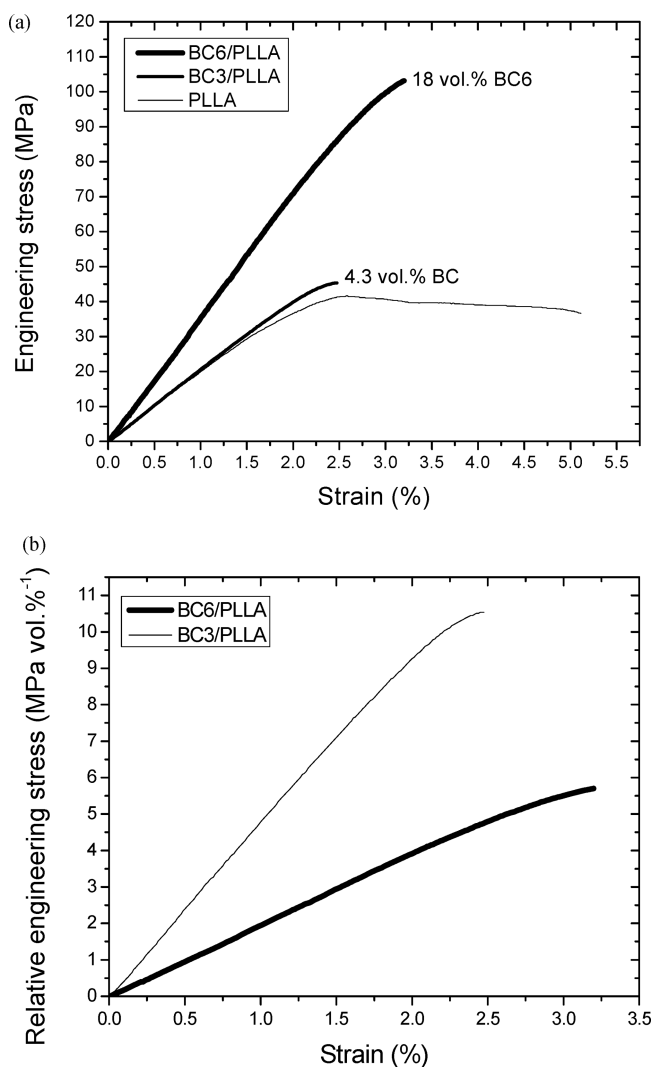 (a)
120
110
100
90
80
70
60
50
40
30
20
10
0
Engineering stress (MPa)
BC6/PLLA
BC3/PLLA
PLLA
18 vol.% BC6
4.3 vol.% BC
0.0 0.5 1.0 1.5 2.0 2.5 3.0 3.5 4.0 4.5 5.0 5.5
Strain (%)
(b)
11
10
9
8
7
6
5
4
3
2
1
0
Relative engineering stress (MPa vol.%⁻¹)
BC6/PLLA
BC3/PLLA
0.0 0.5 1.0 1.5 2.0 2.5 3.0 3.5
Strain (%)